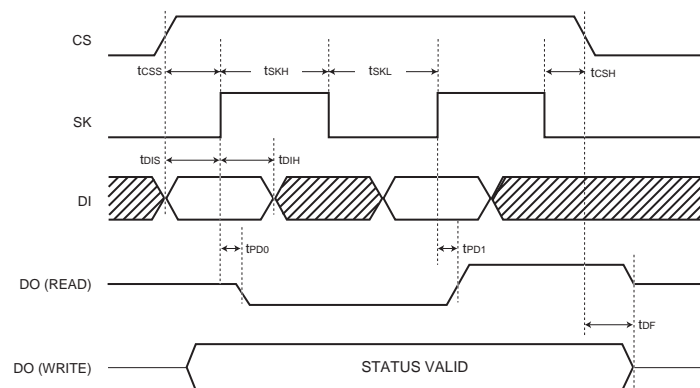 CS
tCSS
tSKH
tSKL
tCSH
SK
tDIS
tDIH
DI
tPD0
tPD1
DO (READ)
tDF
DO (WRITE)
STATUS VALID